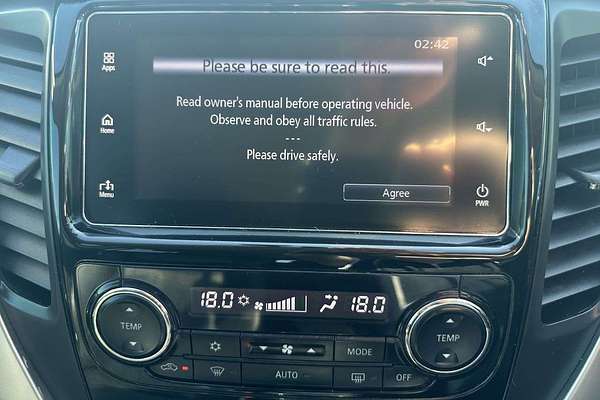 02:42
Apps
Please be sure to read this.
Read owner's manual before operating vehicle.
Observe and obey all traffic rules.
---
Please drive safely.
Home
Menu
Agree
PWR
18.0
18.0
TEMP
MODE
TEMP
AUTO
OFF